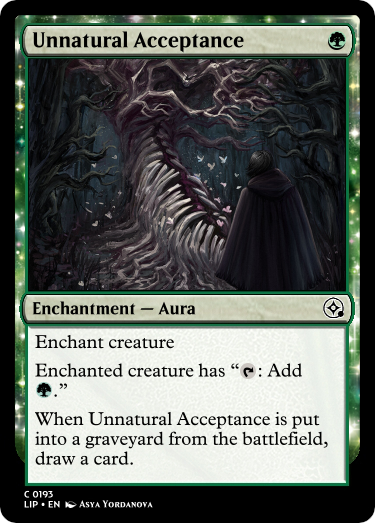 Unnatural Acceptance
Enchantment — Aura
Enchant creature
Enchanted creature has “: Add
.”
When Unnatural Acceptance is put
into a graveyard from the battlefield,
draw a card.
C 0193
LIP • EN Asya Yordanova